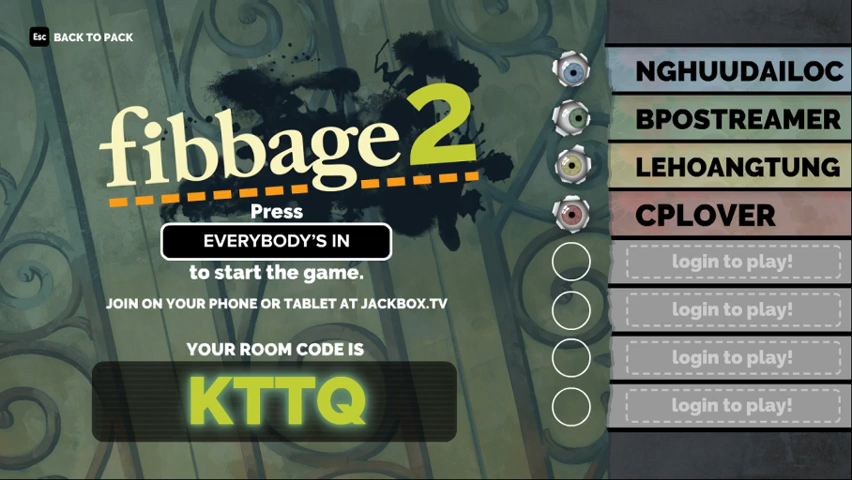 Esc BACK TO PACK
fibbage 2
Press
EVERYBODY'S IN
to start the game.
JOIN ON YOUR PHONE OR TABLET AT JACKBOX.TV
YOUR ROOM CODE IS
KTTQ
NGHUUDAILOC
BPOSTREAMER
LEHOANGTUNG
CPLOVER
login to play!
login to play!
login to play!
login to play!